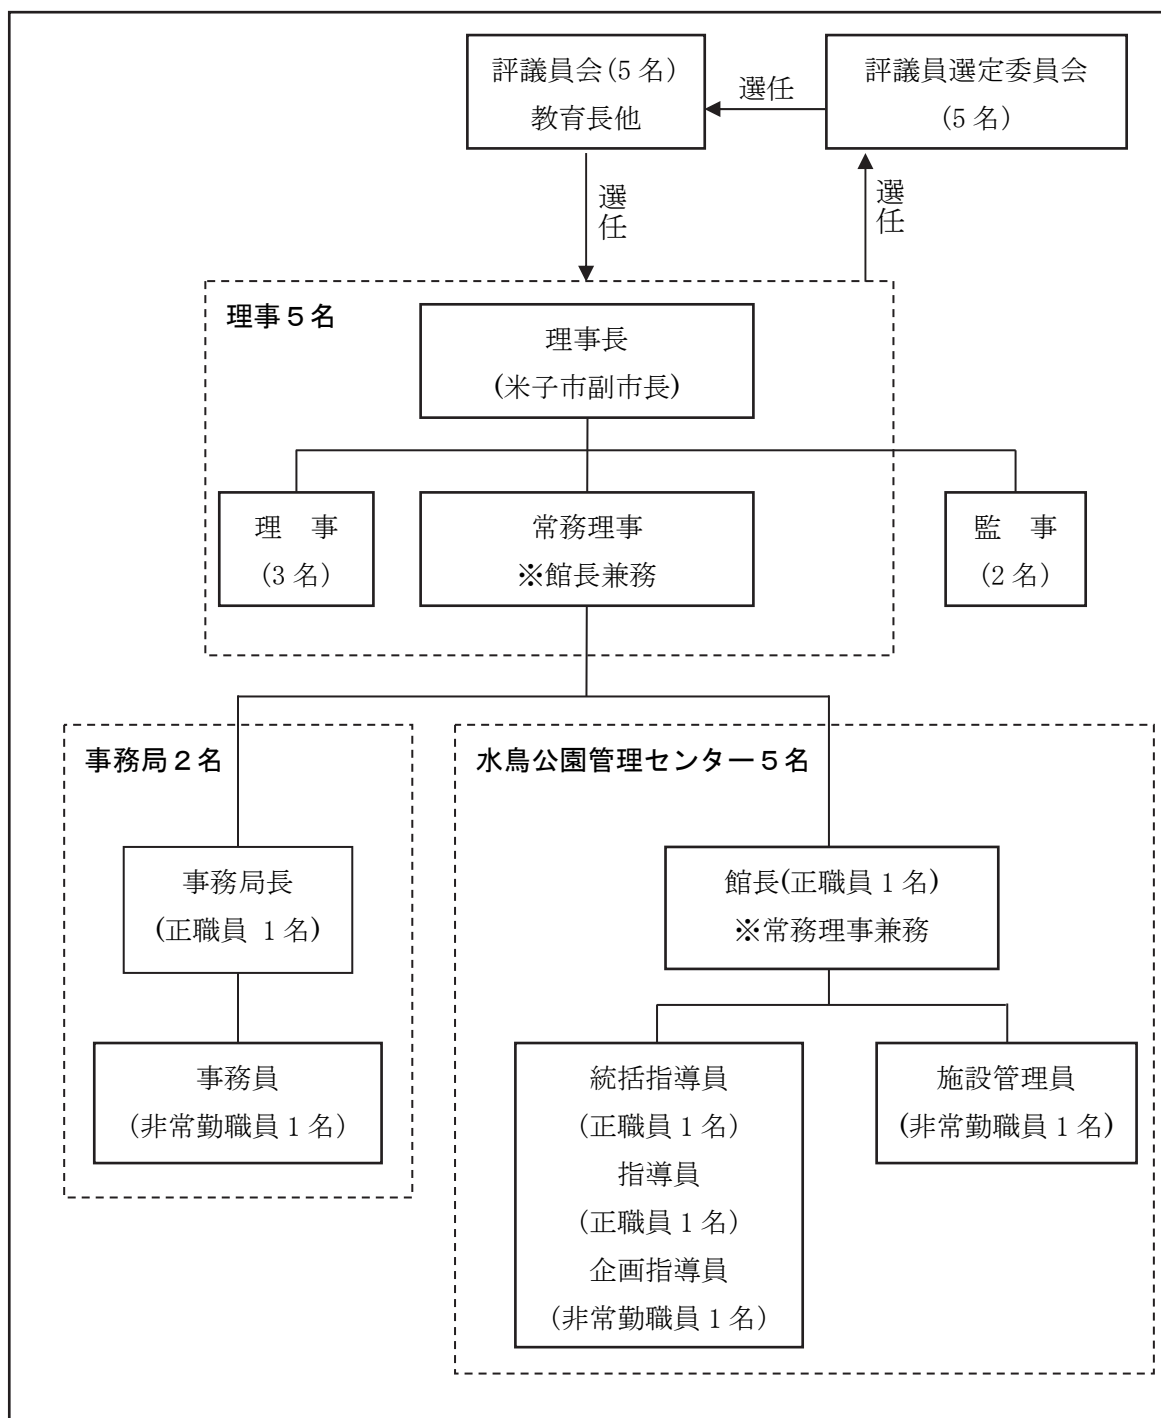 評議員会(5 名)
教育長他
選任
評議員選定委員会
(5 名)
選任
選任
理事５名
理事長
(米子市副市長)
理　事
(3 名)
常務理事
※館長兼務
監　事
(2 名)
事務局２名
事務局長
(正職員 1 名)
事務員
(非常勤職員 1 名)
水鳥公園管理センター５名
館長(正職員 1 名)
※常務理事兼務
統括指導員
(正職員 1 名)
指導員
(正職員 1 名)
企画指導員
(非常勤職員 1 名)
施設管理員
(非常勤職員 1 名)